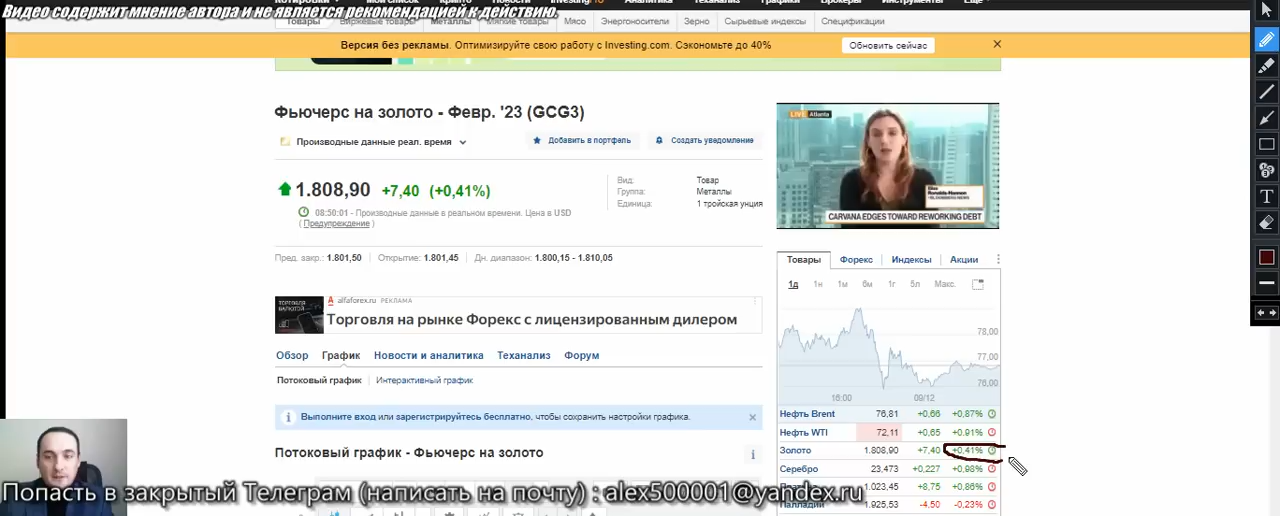 Видео содержит мнение автора и не является рекомендацией к действию.
Товары Биржевые товары Металлы Мягкие товары Мясо Энергоносители Зерно Сырьевые индексы Спецификации
Версия без рекламы. Оптимизируйте свою работу с Investing.com. Сэкономьте до 40% Обновить сейчас
Фьючерс на золото - Февр. '23 (GCG3)
Производные данные реал. время
Добавить в портфель Создать уведомление
1.808,90 +7,40 (+0,41%)
08:50:01 - Производные данные в реальном времени. Цена в USD
( Предупреждение )
Вид: Товар
Группа: Металлы
Единица: 1 тройская унция
Пред. закр.: 1.801,50 Открытие: 1.801,45 Дн. диапазон: 1.800,15 - 1.810,05
LIVE Atlanta
CARVANA EDGES TOWARD REWORKING DEBT
ТОРГОВЛЯ ВАЛЮТОЙ
alfaforex.ru РЕКЛАМА
Торговля на рынке Форекс с лицензированным дилером
Обзор График Новости и аналитика Теханализ Форум
Потоковый график Интерактивный график
Выполните вход или зарегистрируйтесь бесплатно, чтобы сохранить настройки графика.
Потоковый график - Фьючерс на золото
Товары Форекс Индексы Акции
1д 1н 1м 6м 1г 5л Макс.
78,00
77,00
76,00
16:00 09/12
Нефть Brent 76,81 +0,66 +0,87%
Нефть WTI 72,11 +0,65 +0,91%
Золото 1.808,90 +7,40 +0,41%
Серебро 23,473 +0,227 +0,98%
1.023,45 +8,75 +0,86%
Палладий 1.925,53 -4,50 -0,23%
Попасть в закрытый Телеграм (написать на почту) : alex500001@yandex.ru